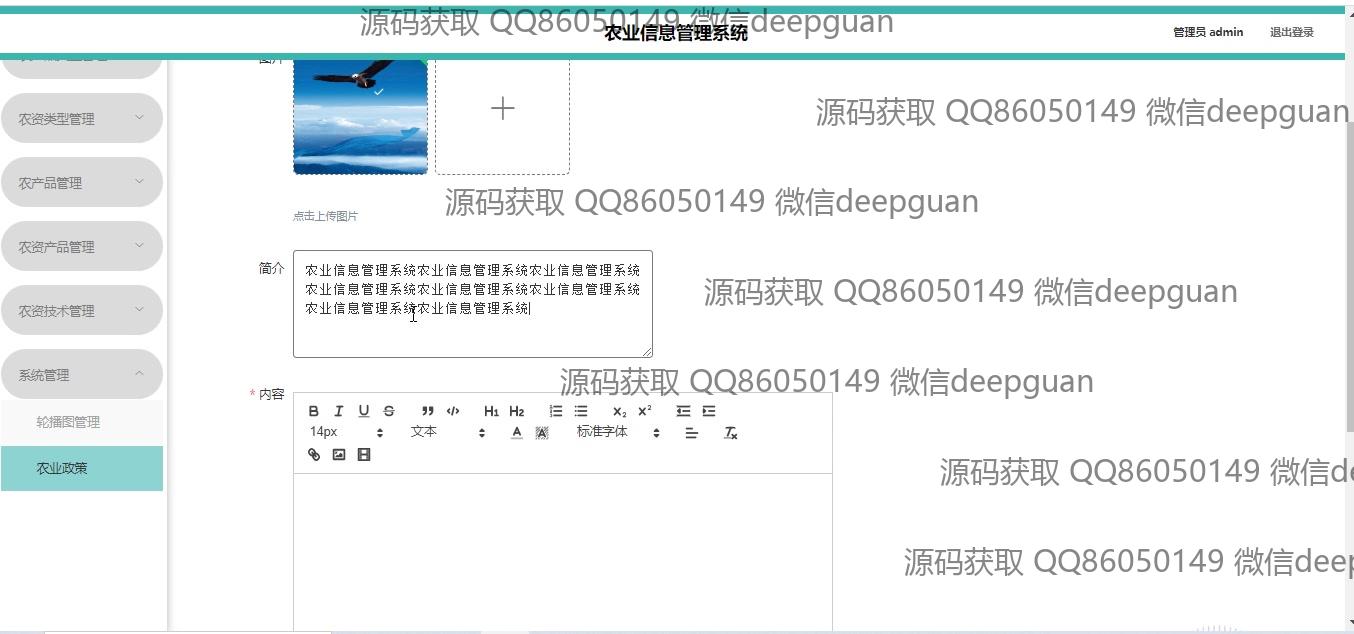 源码获取 QQ86050149 微信deepguan
农业信息管理系统
管理员 admin
退出登录
图片
源码获取 QQ86050149 微信deepguan
农资类型管理
农产品管理
源码获取 QQ86050149 微信deepguan
点击上传图片
农资产品管理
简介
农业信息管理系统农业信息管理系统农业信息管理系统
农业信息管理系统农业信息管理系统农业信息管理系统
农业信息管理系统农业信息管理系统
源码获取 QQ86050149 微信deepguan
农资技术管理
系统管理
源码获取 QQ86050149 微信deepguan
* 内容
B I U S H1 H2 X2 X2
14px 文本 A A 标准字体 Tx
轮播图管理
农业政策
源码获取 QQ86050149 微信de
源码获取 QQ86050149 微信deep